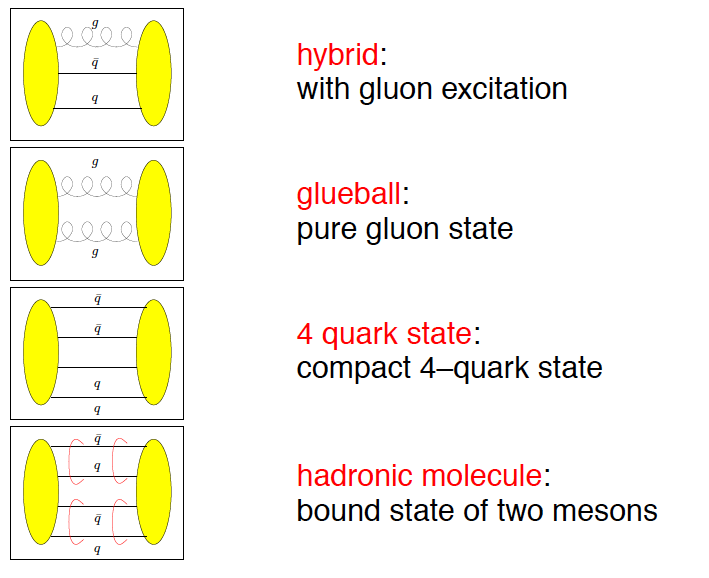 g
q̄
q
hybrid:
with gluon excitation
g
g
glueball:
pure gluon state
q̄
q̄
q
q
4 quark state:
compact 4–quark state
q̄
q
q̄
q
hadronic molecule:
bound state of two mesons